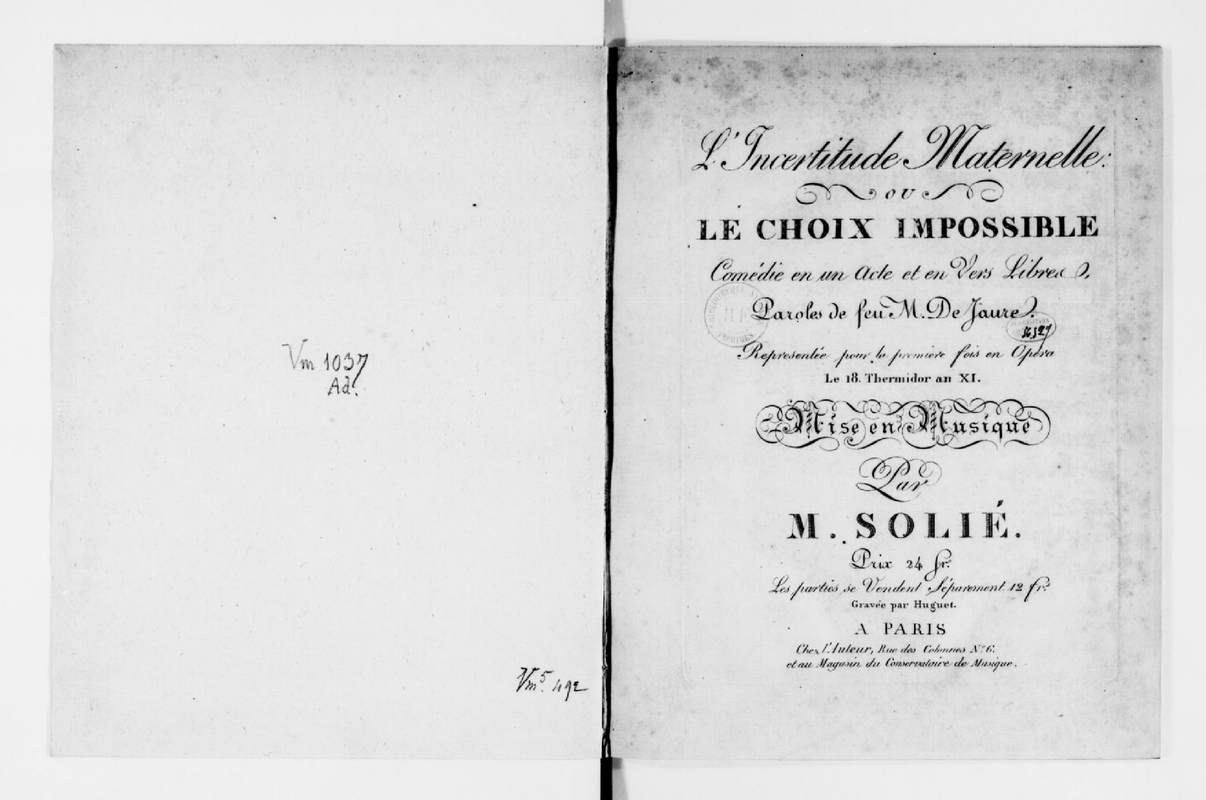 Vm 1037
Ad.
Vm⁵. 492
L'Incertitude Maternelle:
OU
LE CHOIX IMPOSSIBLE
Comédie en un Acte et en Vers Libres,
Paroles de feu M. De Jaure.
Representée pour la premiere fois en Opéra
Le 18. Thermidor an XI.
Mise en Musique
Par
M. SOLIÉ.
Prix 24 fr.
Les parties se Vendent Séparement 12 fr.
Gravée par Huguet.
A PARIS
Chez l'Auteur, Rue des Colonnes N.º 6.
et au Magasin du Conservatoire de Musique.